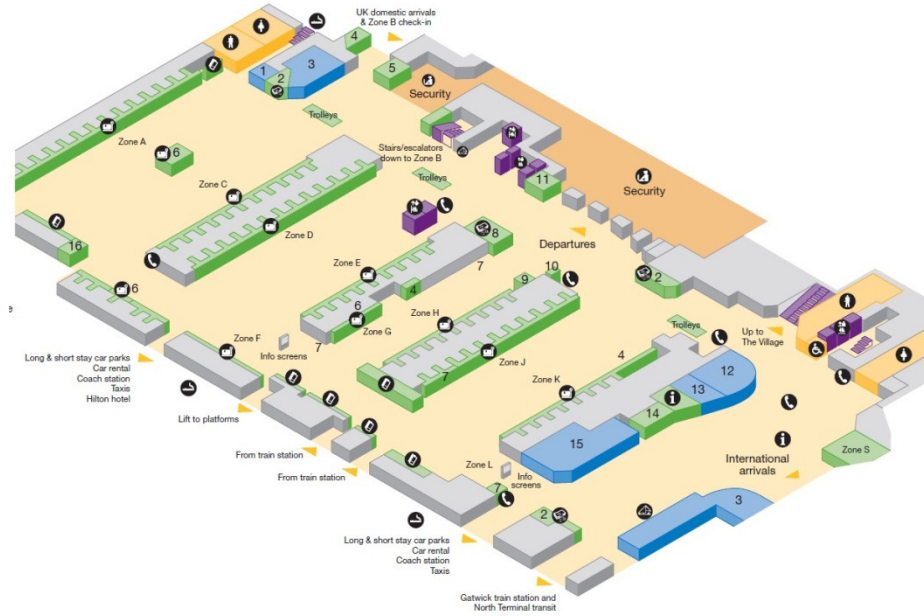 UK domestic arrivals
& Zone B check-in
4
1
2
3
5
Trolleys
Security
Zone A
6
Stairs/escalators
down to Zone B
Trolleys
Zone C
11
Security
Zone D
16
8
Departures
7
Zone E
10
9
2
6
4
6
Zone H
Zone G
Trolleys
Up to
The Village
Zone F
Info screens
7
Zone J
4
Long & short stay car parks
Car rental
Coach station
Taxis
Hilton hotel
7
Zone K
12
13
i
14
Lift to platforms
15
i
Zone S
From train station
International
arrivals
From train station
Zone L
Info
screens
7
3
2
Long & short stay car parks
Car rental
Coach station
Taxis
Gatwick train station and
North Terminal transit
e